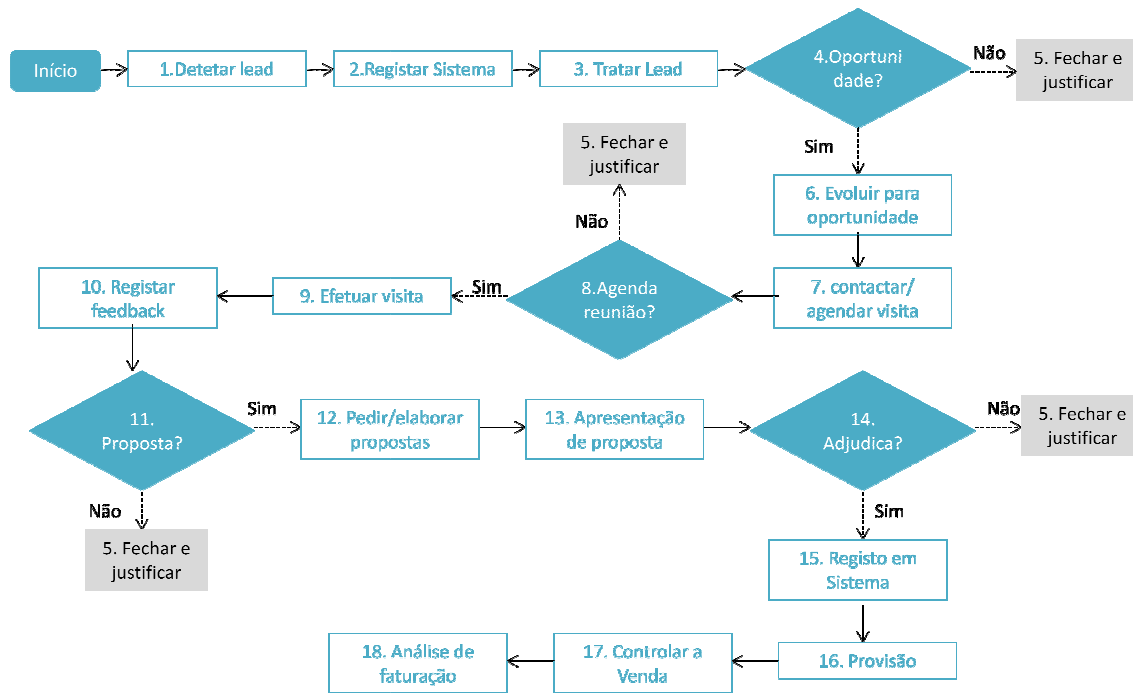 Início
1.Detetar lead
2.Registar Sistema
3. Tratar Lead
4.Oportuni
dade?
Não
5. Fechar e
justificar
Sim
5. Fechar e
justificar
6. Evoluir para
oportunidade
Não
10. Registar
feedback
9. Efetuar visita
Sim
8.Agenda
reunião?
7. contactar/
agendar visita
11.
Proposta?
Sim
12. Pedir/elaborar
propostas
13. Apresentação
de proposta
14.
Adjudica?
Não
5. Fechar e
justificar
Não
5. Fechar e
justificar
Sim
15. Registo em
Sistema
18. Análise de
faturação
17. Controlar a
Venda
16. Provisão